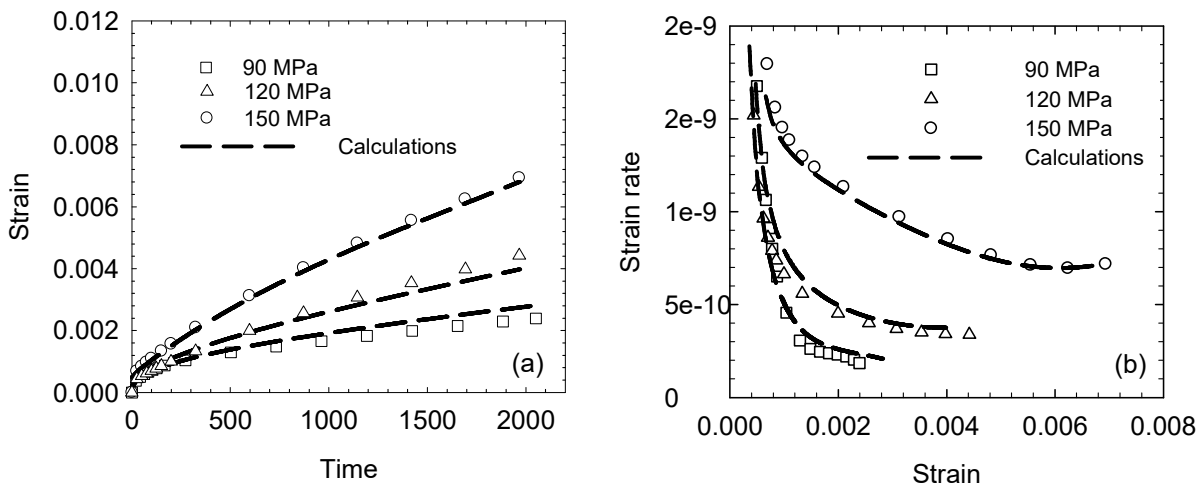 0.012
0.010
0.008
0.006
0.004
0.002
0.000
Strain
90 MPa
120 MPa
150 MPa
Calculations
(a)
0
500
1000
1500
2000
Time
2e-9
2e-9
1e-9
5e-10
0
Strain rate
90 MPa
120 MPa
150 MPa
Calculations
(b)
0.000
0.002
0.004
0.006
0.008
Strain